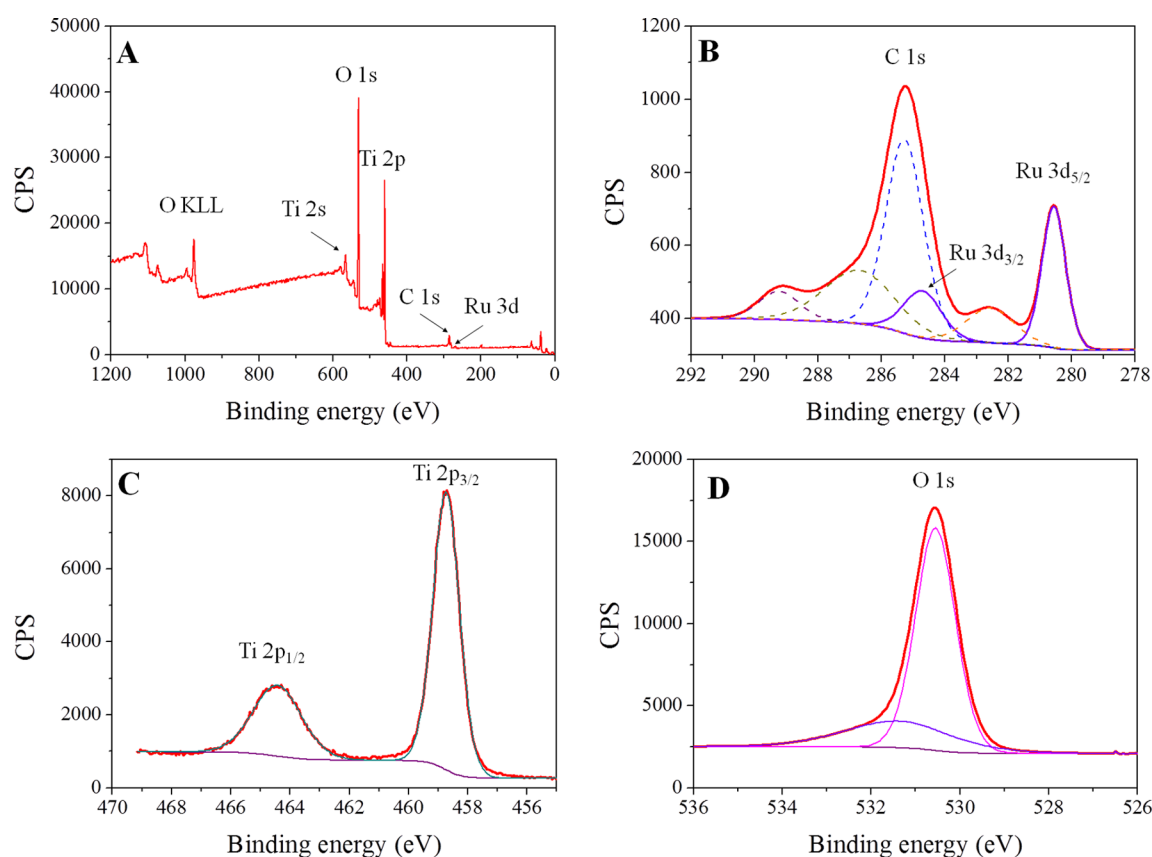 A
50000
40000
30000
20000
10000
0
CPS
O 1s
Ti 2p
O KLL
Ti 2s
C 1s
Ru 3d
1200 1000 800 600 400 200 0
Binding energy (eV)
B
1200
1000
800
600
400
CPS
C 1s
Ru 3d5/2
Ru 3d3/2
292 290 288 286 284 282 280 278
Binding energy (eV)
C
8000
6000
4000
2000
0
CPS
Ti 2p3/2
Ti 2p1/2
470 468 466 464 462 460 458 456
Binding energy (eV)
D
20000
15000
10000
5000
0
CPS
O 1s
536 534 532 530 528 526
Binding energy (eV)